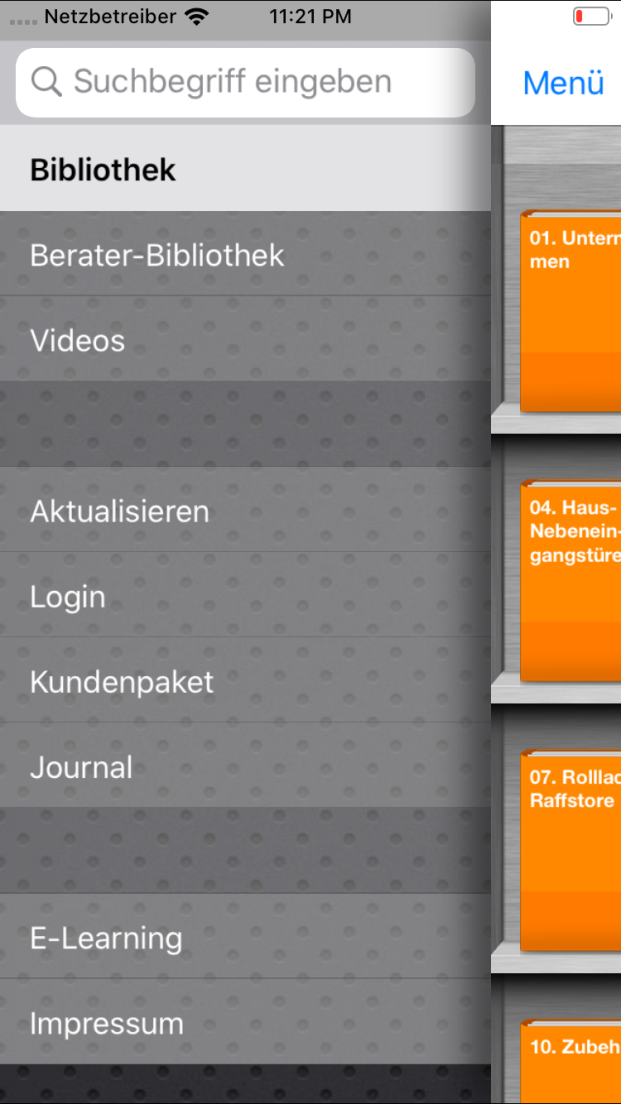 Netzbetreiber 11:21 PM
Suchbegriff eingeben
Menü
Bibliothek
Berater-Bibliothek
Videos
Aktualisieren
Login
Kundenpaket
Journal
E-Learning
Impressum
01. Untern
men
04. Haus-
Nebenein-
gangstüre
07. Rolllad
Raffstore
10. Zubeh